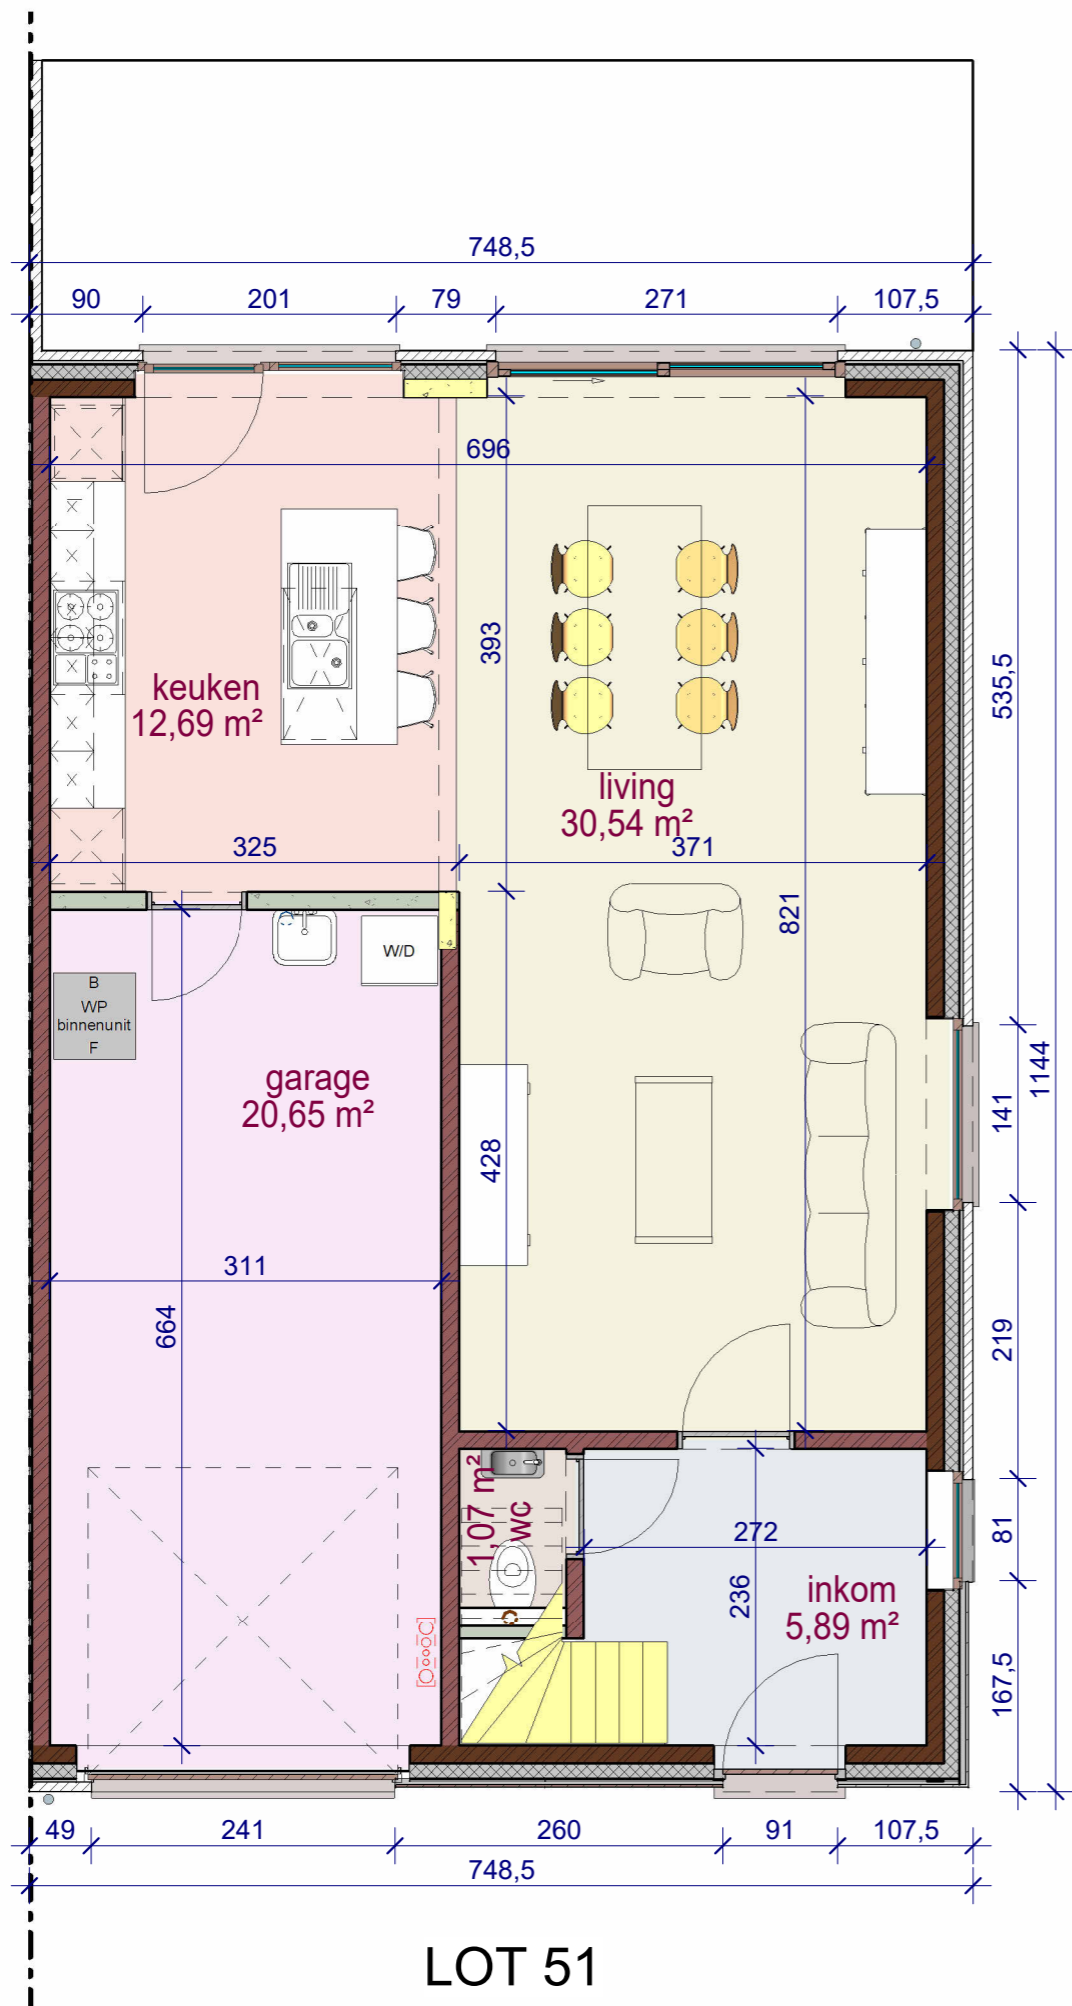 748,5
90 201 79 271 107,5
696
393
535,5
keuken
12,69 m²
living
30,54 m²
325 371
821
W/D
B
WP
binnenunit
F
garage
20,65 m²
141
1144
428
311
664
219
1,07 m²
wc
272
236
81
inkom
5,89 m²
167,5
49 241 260 91 107,5
748,5
LOT 51